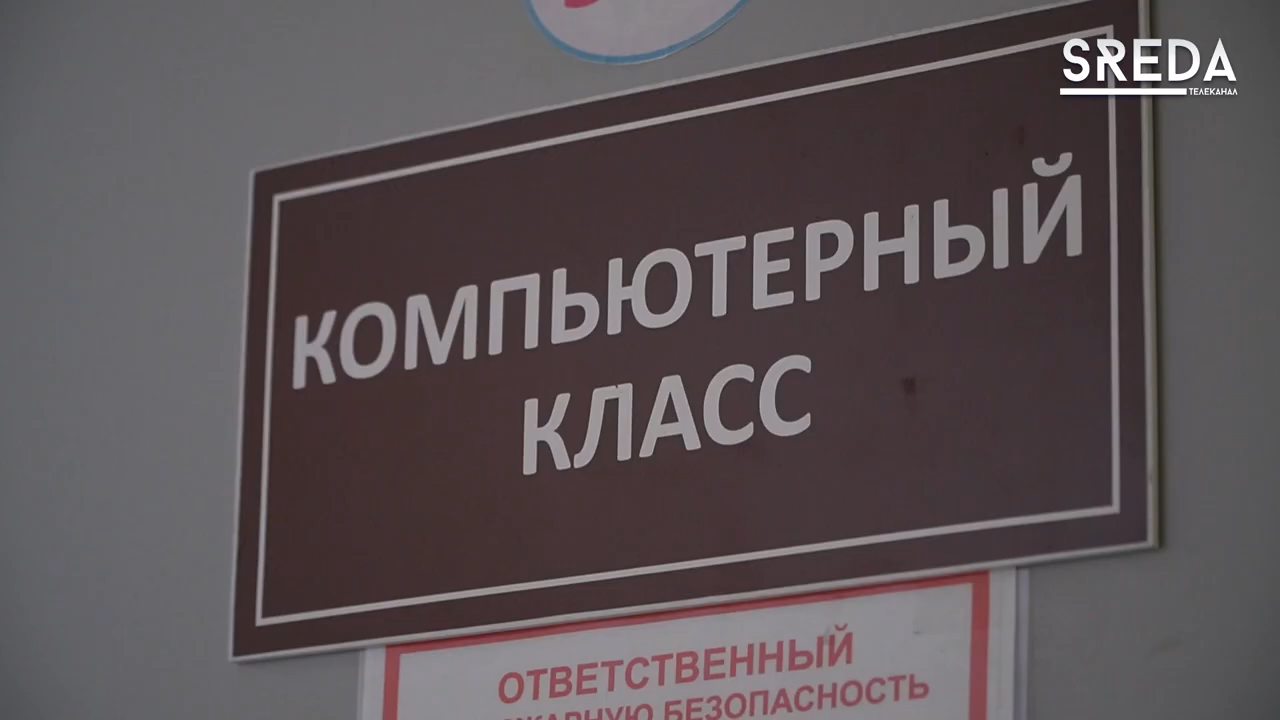 SREDA
ТЕЛЕКАНАЛ
КОМПЬЮТЕРНЫЙ
КЛАСС
ОТВЕТСТВЕННЫЙ
БЕЗОПАСНОСТЬ